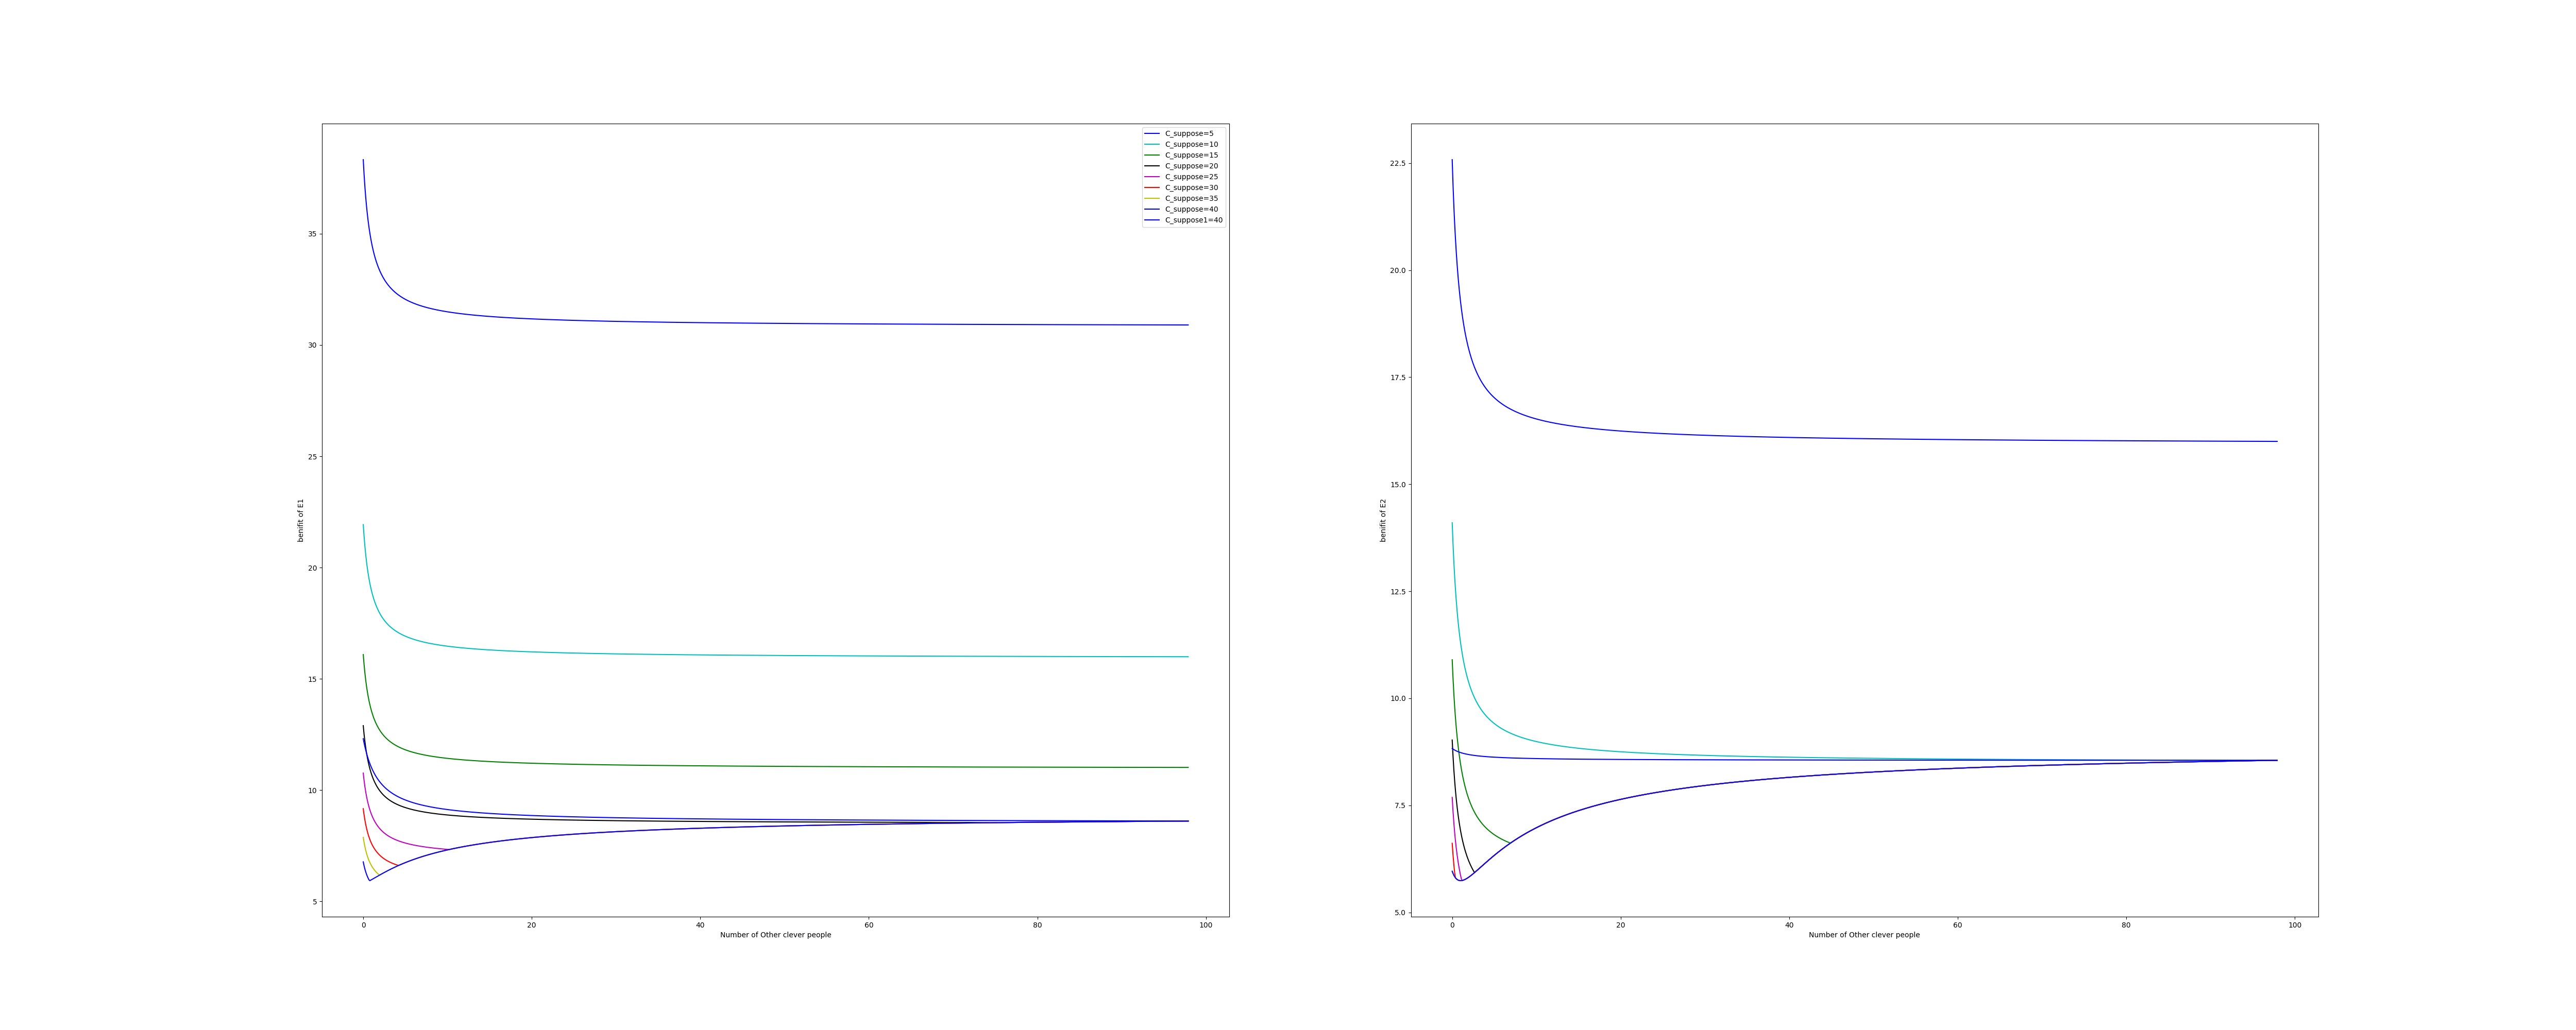 C_suppose=5
C_suppose=10
C_suppose=15
C_suppose=20
C_suppose=25
C_suppose=30
C_suppose=35
C_suppose=40
C_suppose1=40
35
30
25
20
15
10
5
benifit of E1
0 20 40 60 80 100
Number of Other clever people
22.5
20.0
17.5
15.0
12.5
10.0
7.5
5.0
benifit of E2
0 20 40 60 80 100
Number of Other clever people